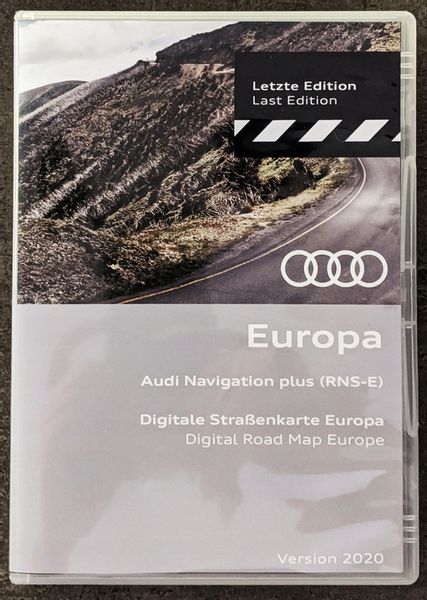 Letzte Edition
Last Edition
Europa
Audi Navigation plus (RNS-E)
Digitale Straßenkarte Europa
Digital Road Map Europe
Version 2020